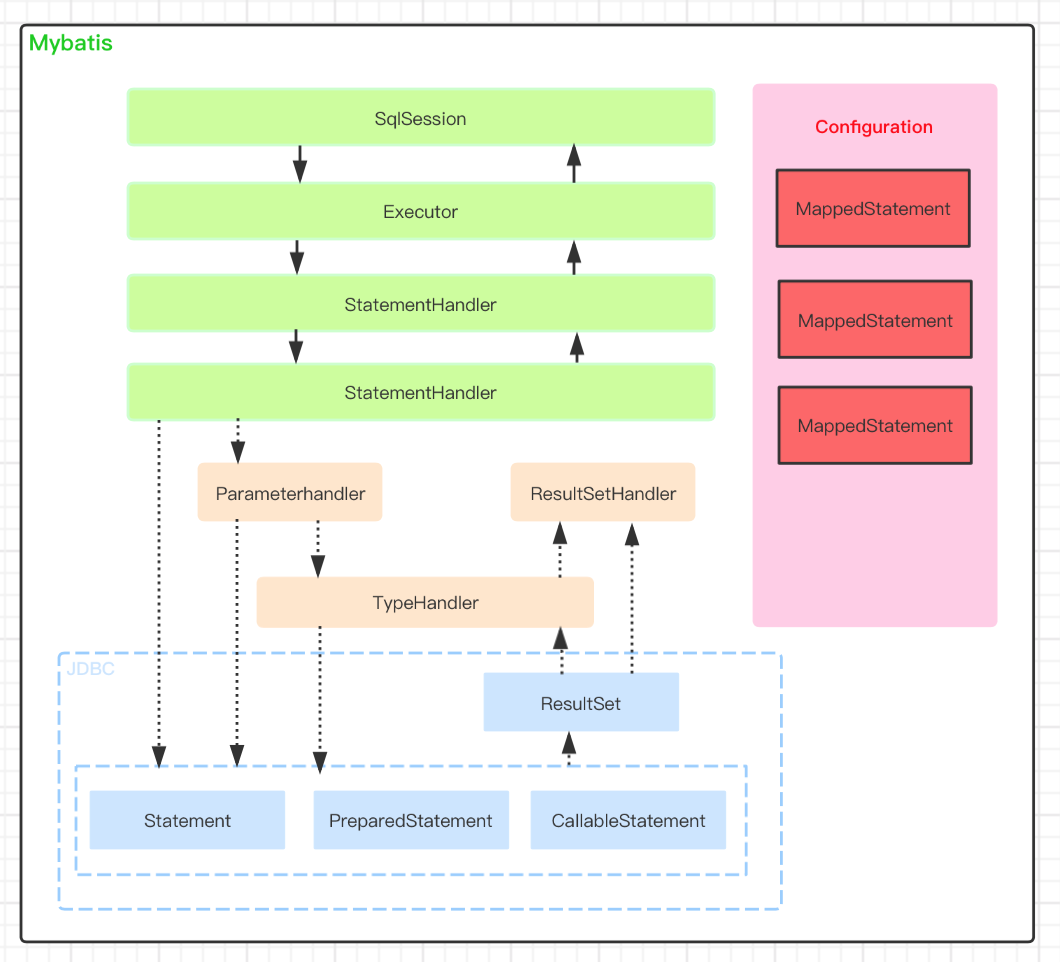 Mybatis
SqlSession
Executor
StatementHandler
StatementHandler
Parameterhandler
ResultSetHandler
TypeHandler
JDBC
ResultSet
Statement
PreparedStatement
CallableStatement
Configuration
MappedStatement
MappedStatement
MappedStatement